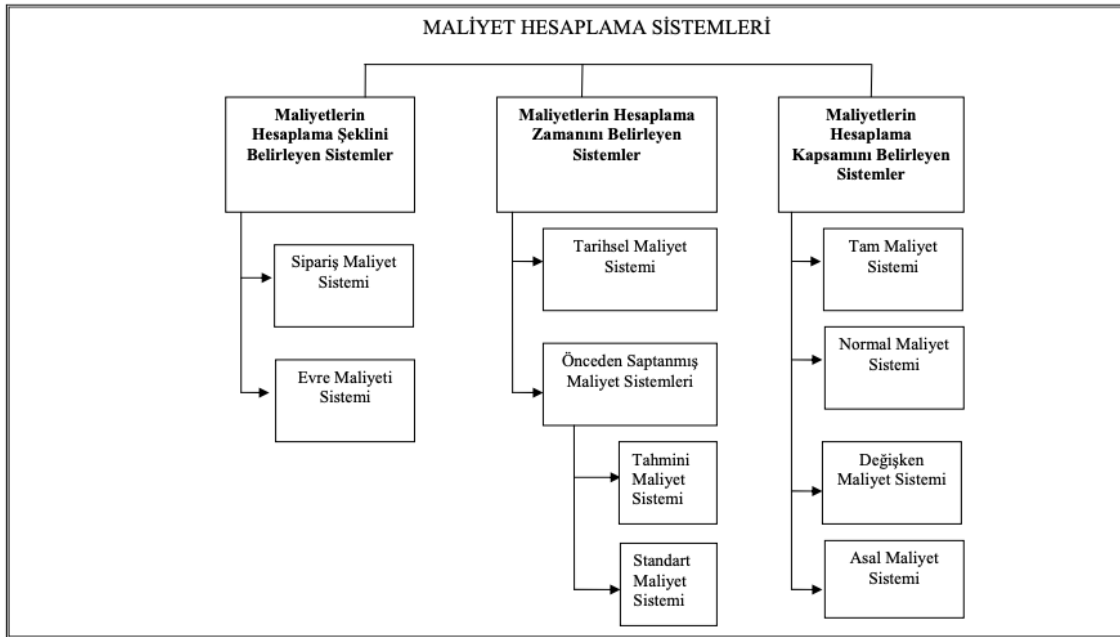 MALİYET HESAPLAMA SİSTEMLERİ
Maliyetlerin
Hesaplama Şeklini
Belirleyen Sistemler
Sipariş Maliyet
Sistemi
Evre Maliyeti
Sistemi
Maliyetlerin Hesaplama
Zamanını Belirleyen
Sistemler
Tarihsel Maliyet
Sistemi
Önceden Saptanmış
Maliyet Sistemleri
Tahmini
Maliyet
Sistemi
Standart
Maliyet
Sistemi
Maliyetlerin
Hesaplama
Kapsamını Belirleyen
Sistemler
Tam Maliyet
Sistemi
Normal Maliyet
Sistemi
Değişken
Maliyet Sistemi
Asal Maliyet
Sistemi